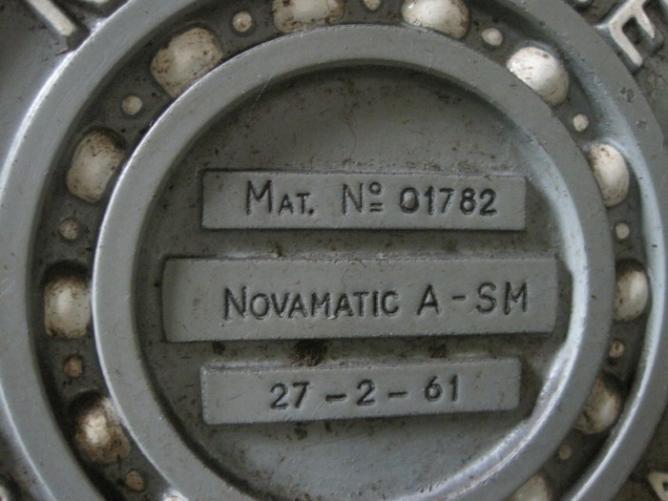 MAT. Nº 01782
NOVAMATIC A-SM
27-2-61